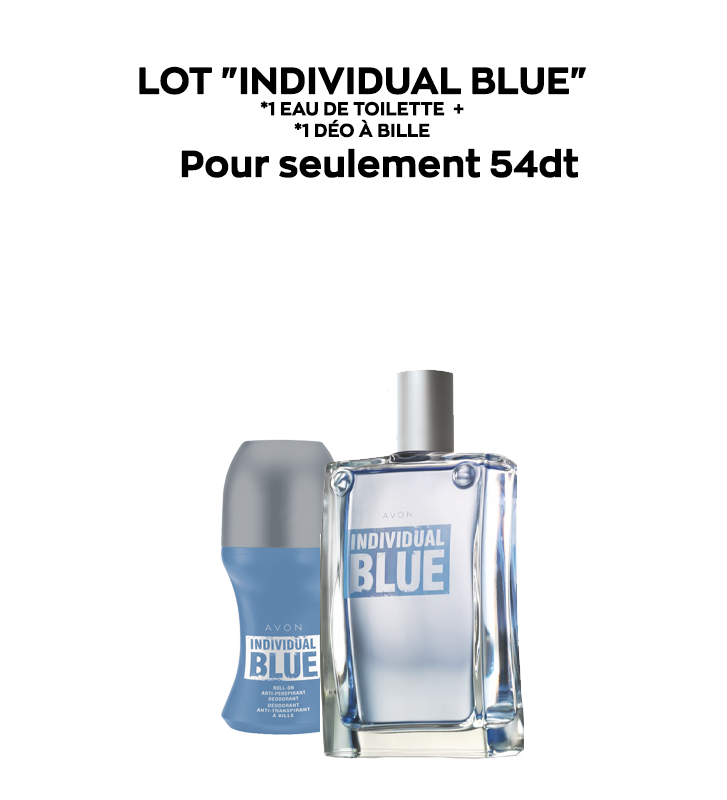 LOT "INDIVIDUAL BLUE"
*1 EAU DE TOILETTE +
*1 DÉO À BILLE
Pour seulement 54dt
AVON
INDIVIDUAL
BLUE
AVON
INDIVIDUAL
BLUE
ROLL-ON
ANTI-PERSPIRANT
DEODORANT
DÉODORANT
ANTI-TRANSPIRANT
À BILLE